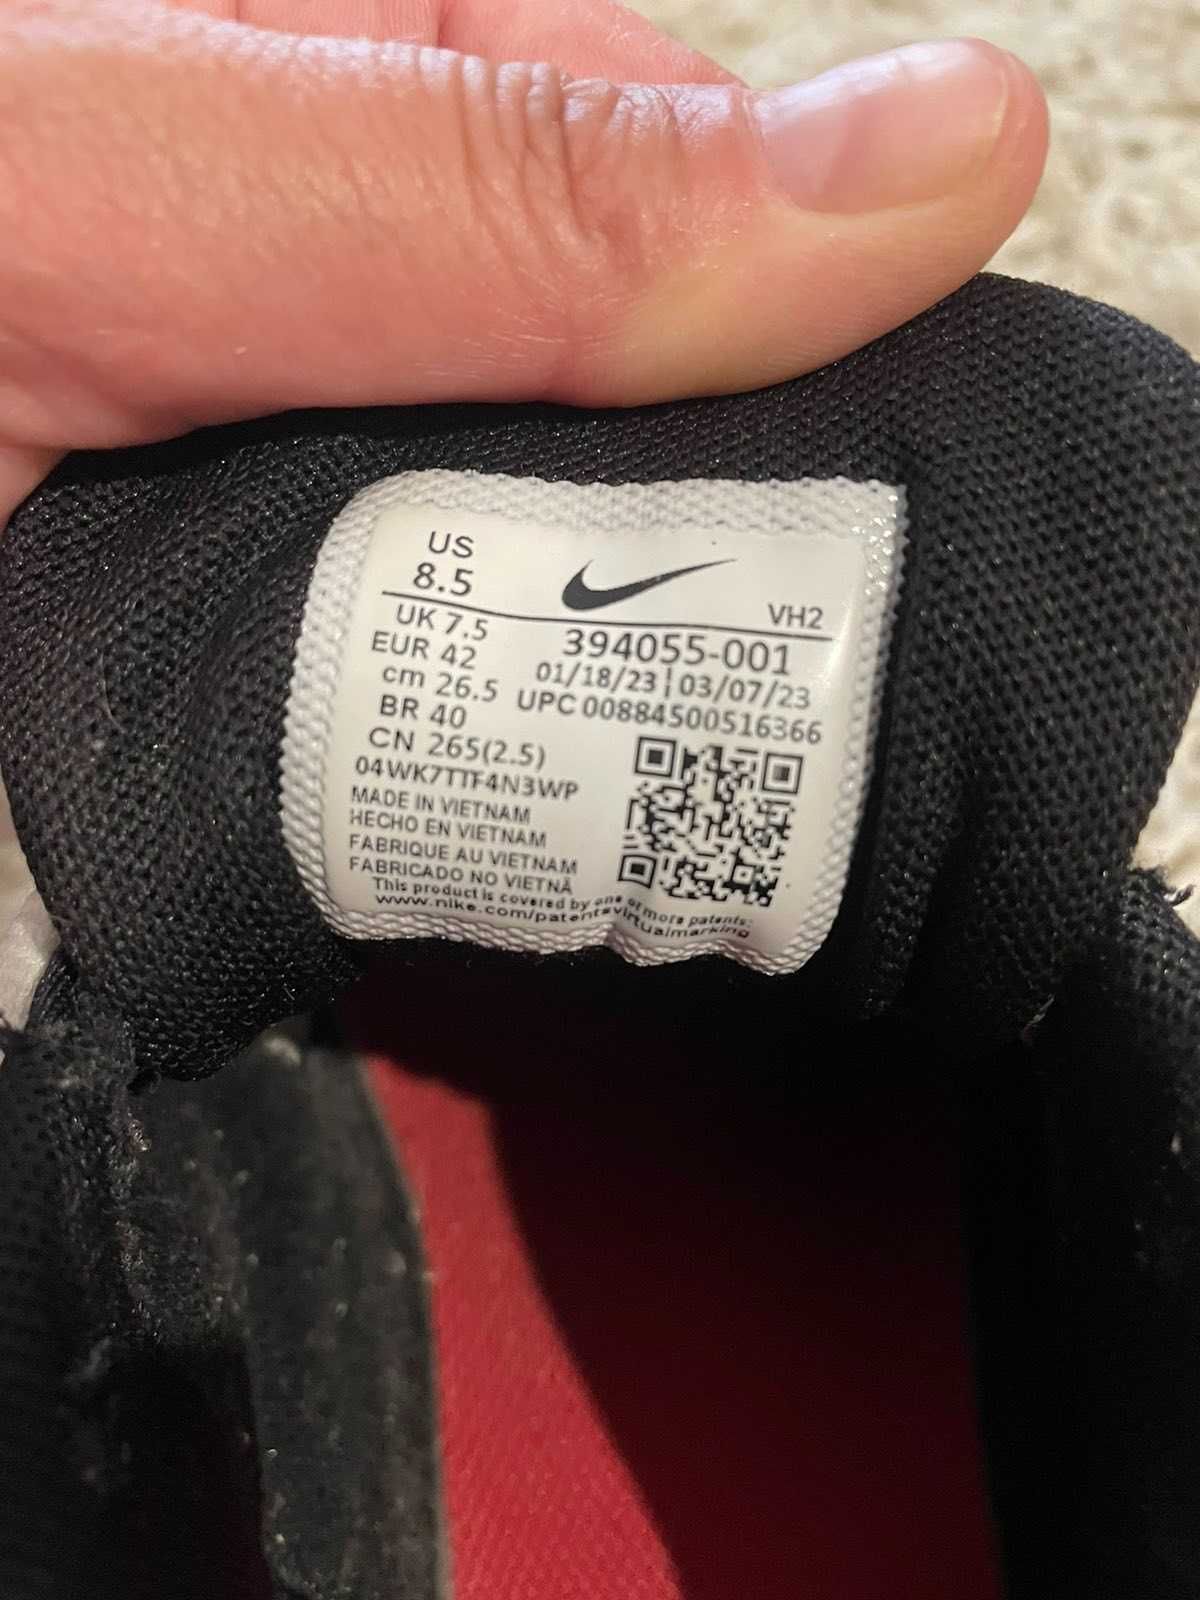 US
8.5
VH2
UK 7.5
EUR 42
cm 26.5
BR 40
CN 265(2.5)
04WK7TTF4N3WP
394055-001
01/18/23 | 03/07/23
UPC 00884500516366
MADE IN VIETNAM
HECHO EN VIETNAM
FABRIQUE AU VIETNAM
FABRICADO NO VIETNÃ
This product is covered by one or more patents:
www.nike.com/patentsvirtualmarking